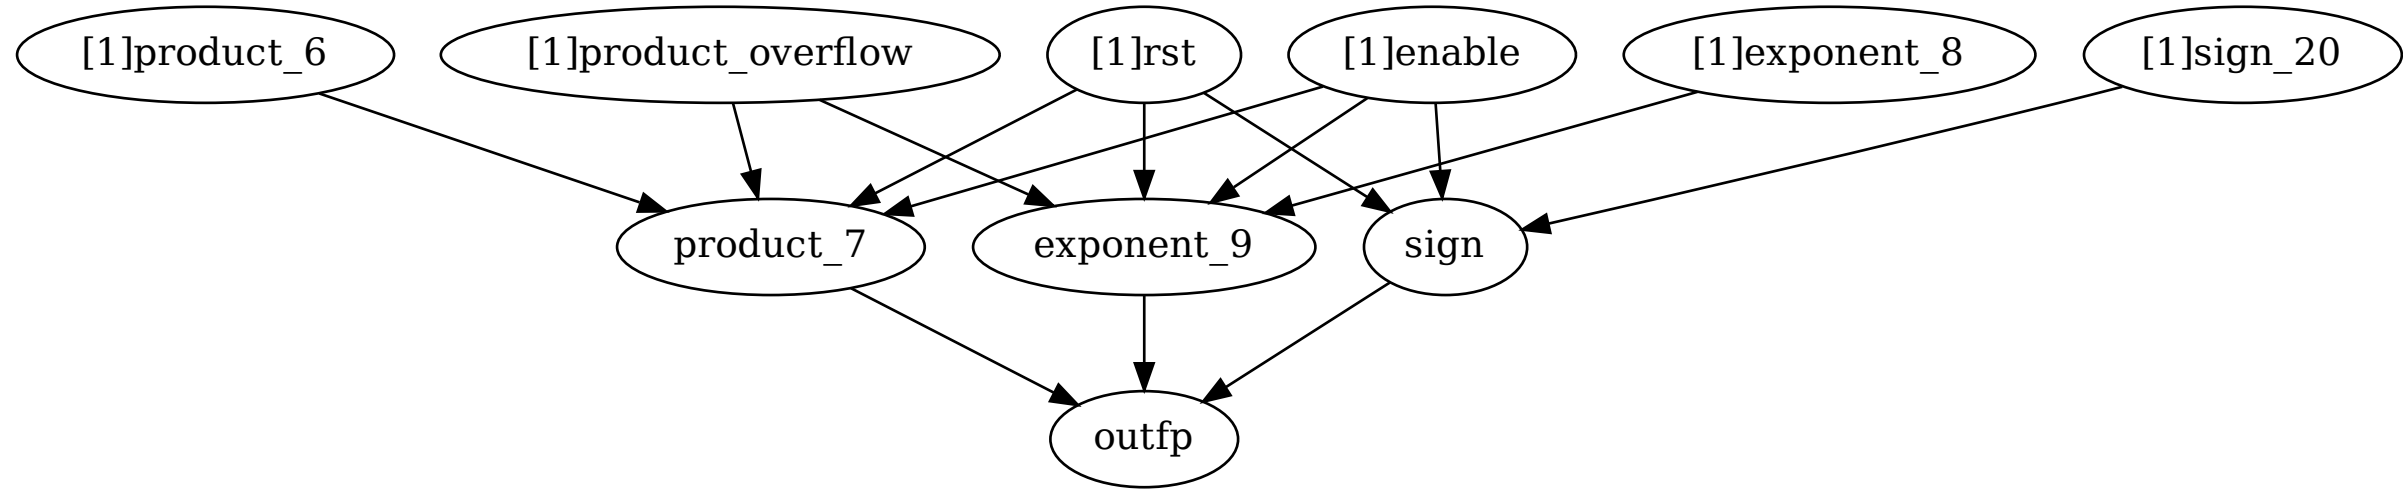 [1]product_6
[1]product_overflow
[1]rst
[1]enable
[1]exponent_8
[1]sign_20
product_7
exponent_9
sign
outfp